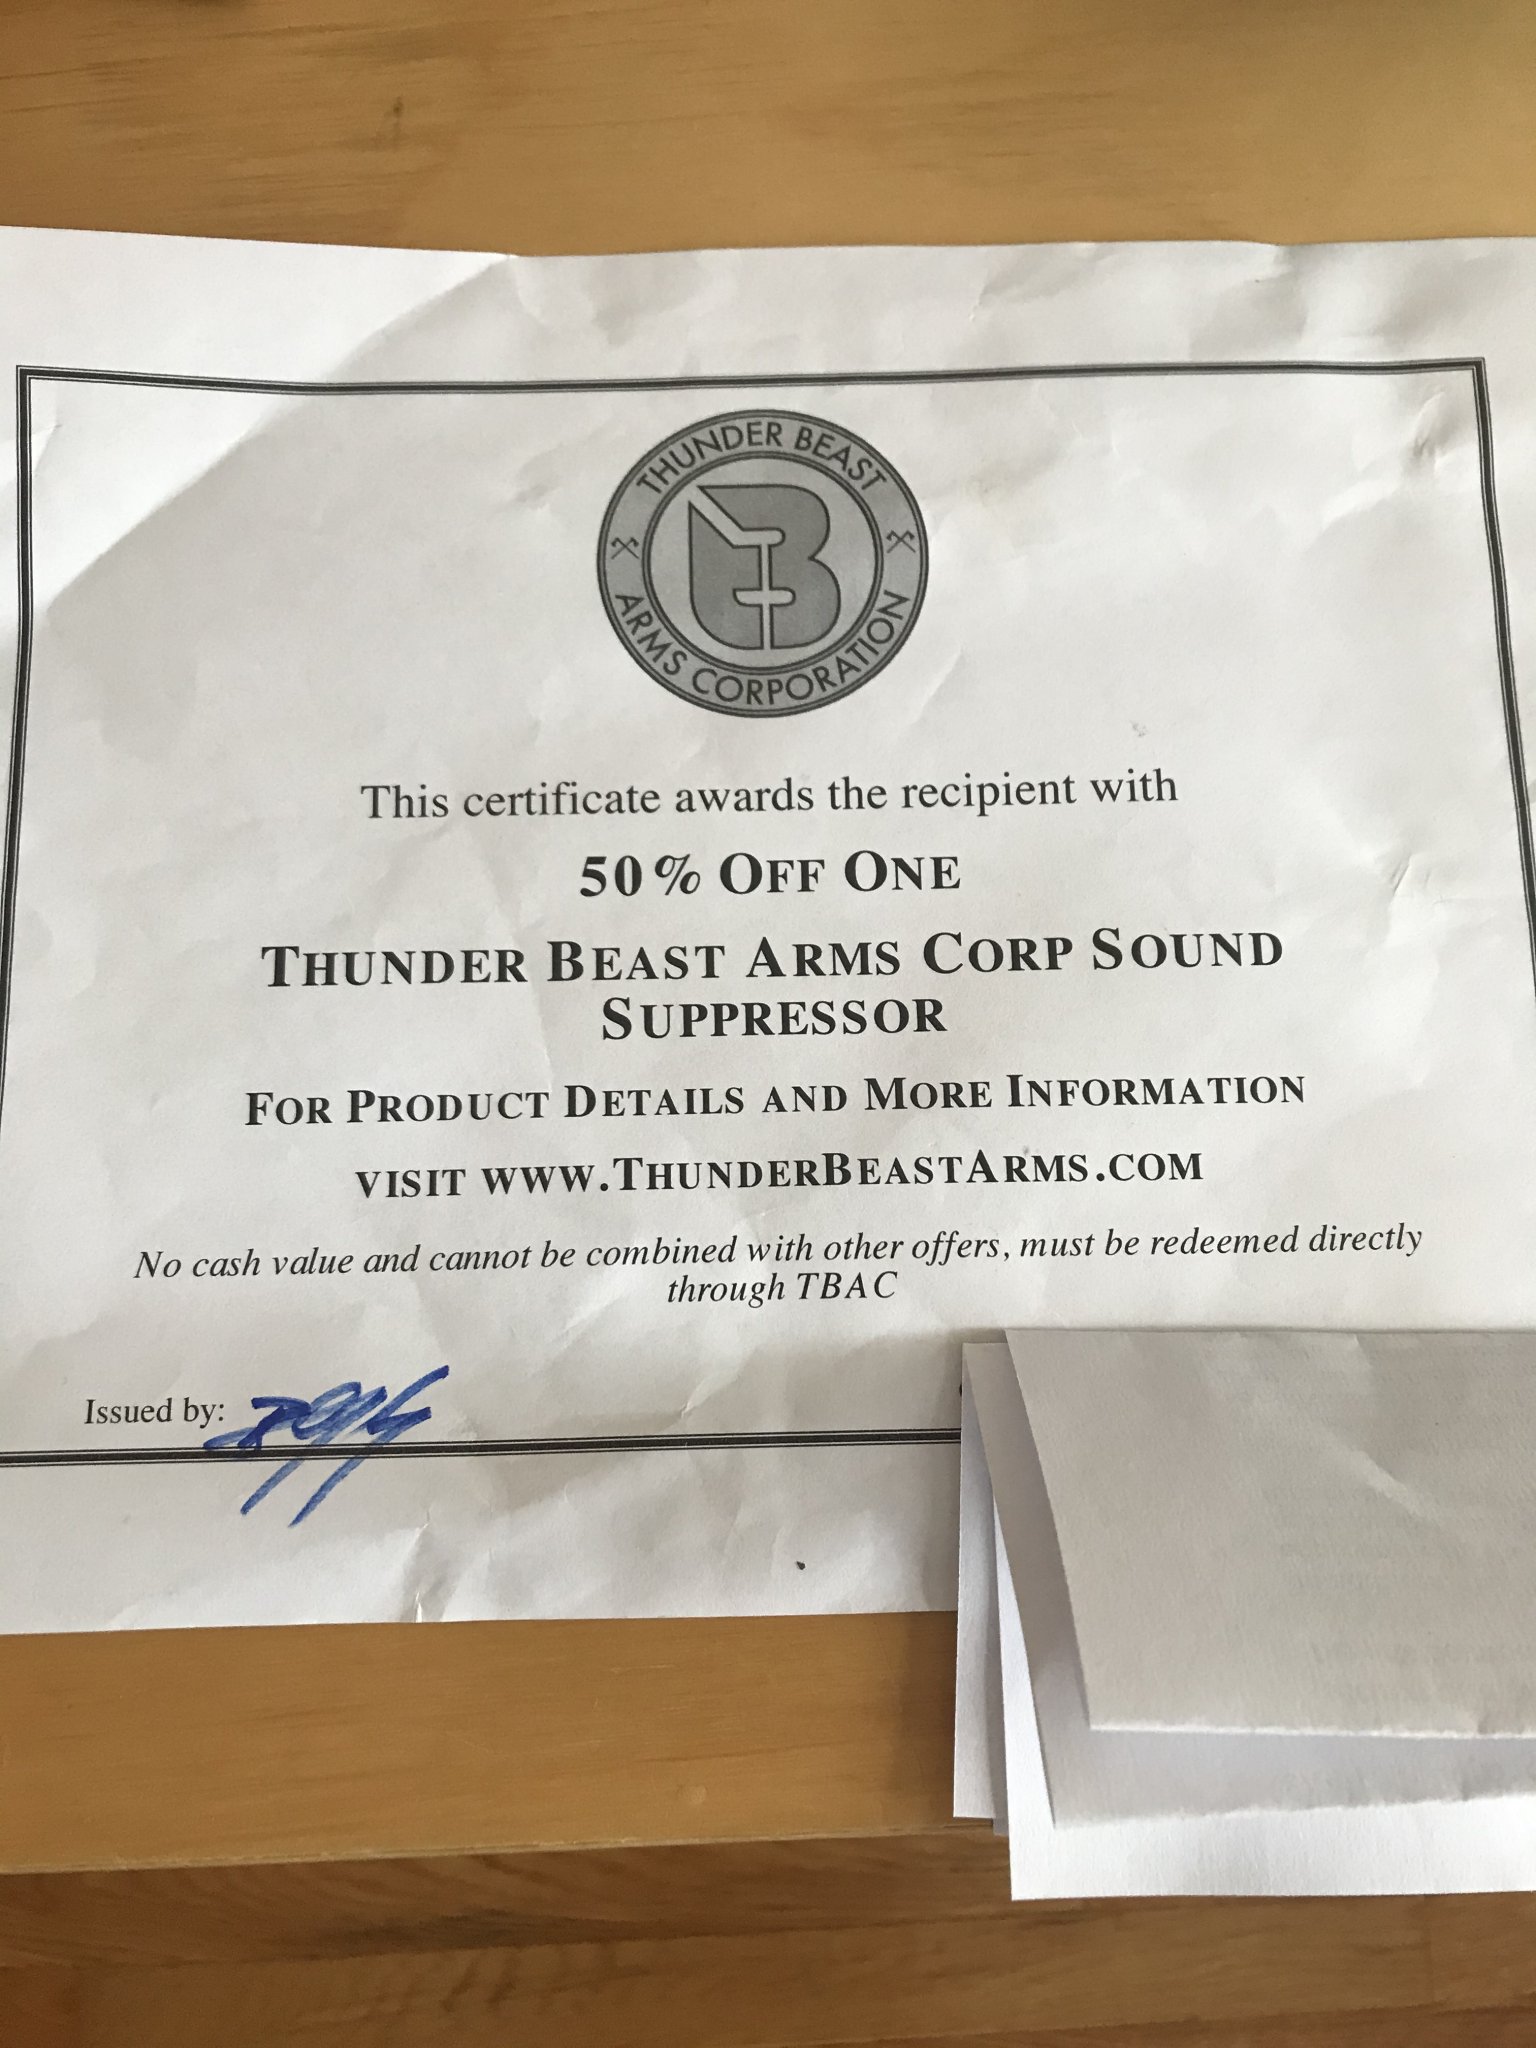 THUNDER BEAST
ARMS CORPORATION
This certificate awards the recipient with
50% OFF ONE
THUNDER BEAST ARMS CORP SOUND
SUPPRESSOR
FOR PRODUCT DETAILS AND MORE INFORMATION
VISIT WWW.THUNDERBEASTARMS.COM
No cash value and cannot be combined with other offers, must be redeemed directly
through TBAC
Issued by: